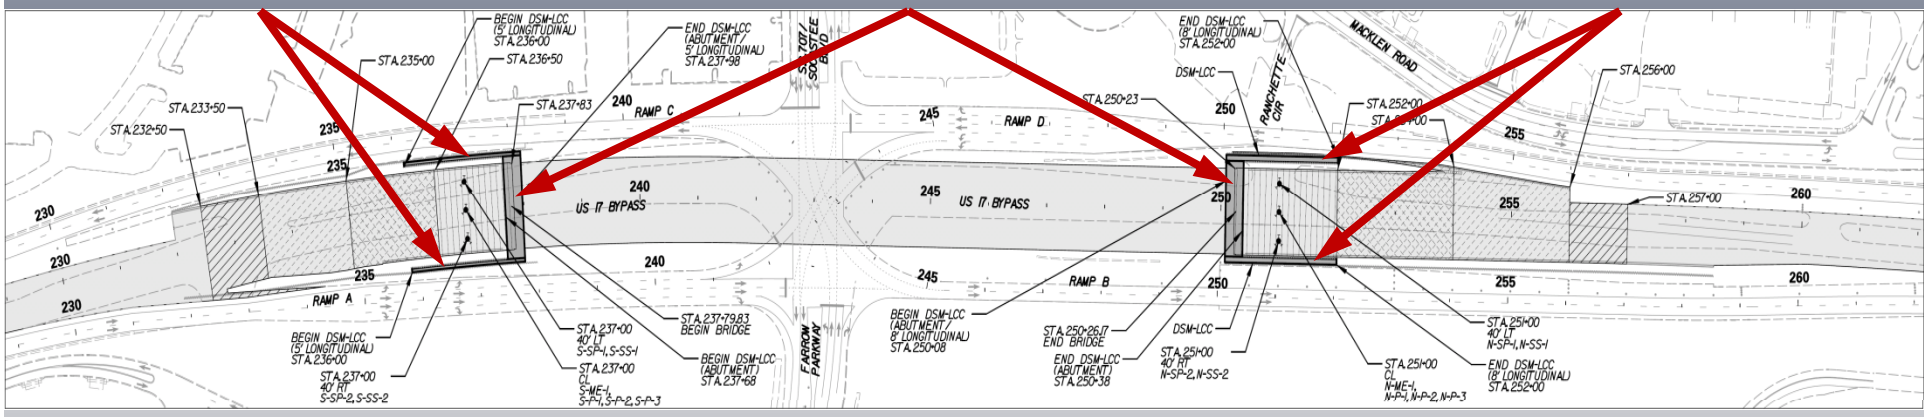 BEGIN DSM-LCC
(5' LONGITUDINAL)
STA.236+00
STA.236+50
STA.235+00
STA.233+50
STA.232+50
STA.237+83
END DSM-LCC
(ABUTMENT/
5' LONGITUDINAL)
STA.237+98
240
RAMP C
235
235
230
230
230
235
RAMP A
240
US 17 BYPASS
240
BEGIN DSM-LCC
(5' LONGITUDINAL)
STA.236+00
STA.237+00
40' RT
S-SP-2,S-SS-2
STA.237+00
40' LT
S-SP-1,S-SS-1
STA.237+00
CL
S-ME-1,
S-P-1,S-P-2,S-P-3
STA.237+79.83
BEGIN BRIDGE
BEGIN DSM-LCC
(ABUTMENT)
STA.237+68
FARROW
PARKWAY
245
RAMP D
245
US 17 BYPASS
245
RAMP B
END DSM-LCC
(8' LONGITUDINAL)
STA.252+00
DSM-LCC
STA.250+23
250
RANCHETTE
CIR
MACKLEN ROAD
STA.252+00
STA.256+00
255
250
255
STA.257+00
260
250
255
260
BEGIN DSM-LCC
(ABUTMENT/
8' LONGITUDINAL)
STA.250+08
STA.250+26.17
END BRIDGE
END DSM-LCC
(ABUTMENT)
STA.250+38
DSM-LCC
STA.251+00
40' RT
N-SP-2,N-SS-2
STA.251+00
40' LT
N-SP-1,N-SS-1
STA.251+00
CL
N-ME-1,
N-P-1,N-P-2,N-P-3
END DSM-LCC
(8' LONGITUDINAL)
STA.252+00